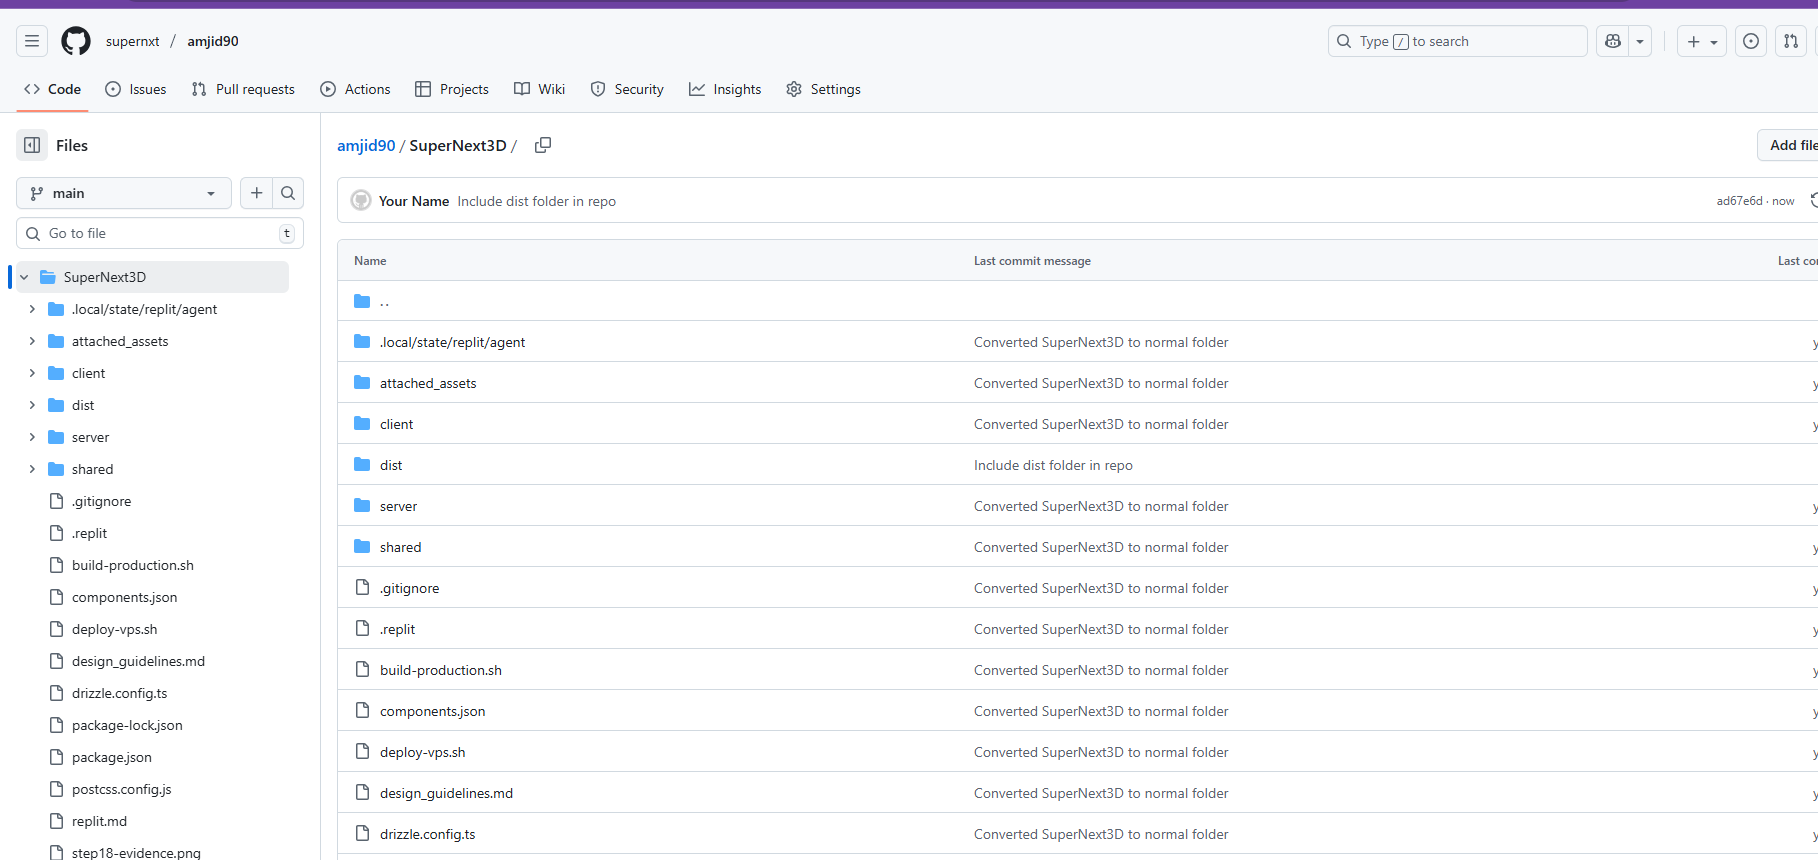 supernxt / amjid90
Type / to search
Code Issues Pull requests Actions Projects Wiki Security Insights Settings
Files
main
Go to file t
SuperNext3D
.local/state/replit/agent
attached_assets
client
dist
server
shared
.gitignore
.replit
build-production.sh
components.json
deploy-vps.sh
design_guidelines.md
drizzle.config.ts
package-lock.json
package.json
postcss.config.js
replit.md
step18-evidence.png
amjid90 / SuperNext3D /
Add file
Your Name Include dist folder in repo
ad67e6d · now
Name Last commit message Last co
..
.local/state/replit/agent Converted SuperNext3D to normal folder y
attached_assets Converted SuperNext3D to normal folder y
client Converted SuperNext3D to normal folder y
dist Include dist folder in repo
server Converted SuperNext3D to normal folder y
shared Converted SuperNext3D to normal folder y
.gitignore Converted SuperNext3D to normal folder y
.replit Converted SuperNext3D to normal folder y
build-production.sh Converted SuperNext3D to normal folder y
components.json Converted SuperNext3D to normal folder y
deploy-vps.sh Converted SuperNext3D to normal folder y
design_guidelines.md Converted SuperNext3D to normal folder y
drizzle.config.ts Converted SuperNext3D to normal folder y